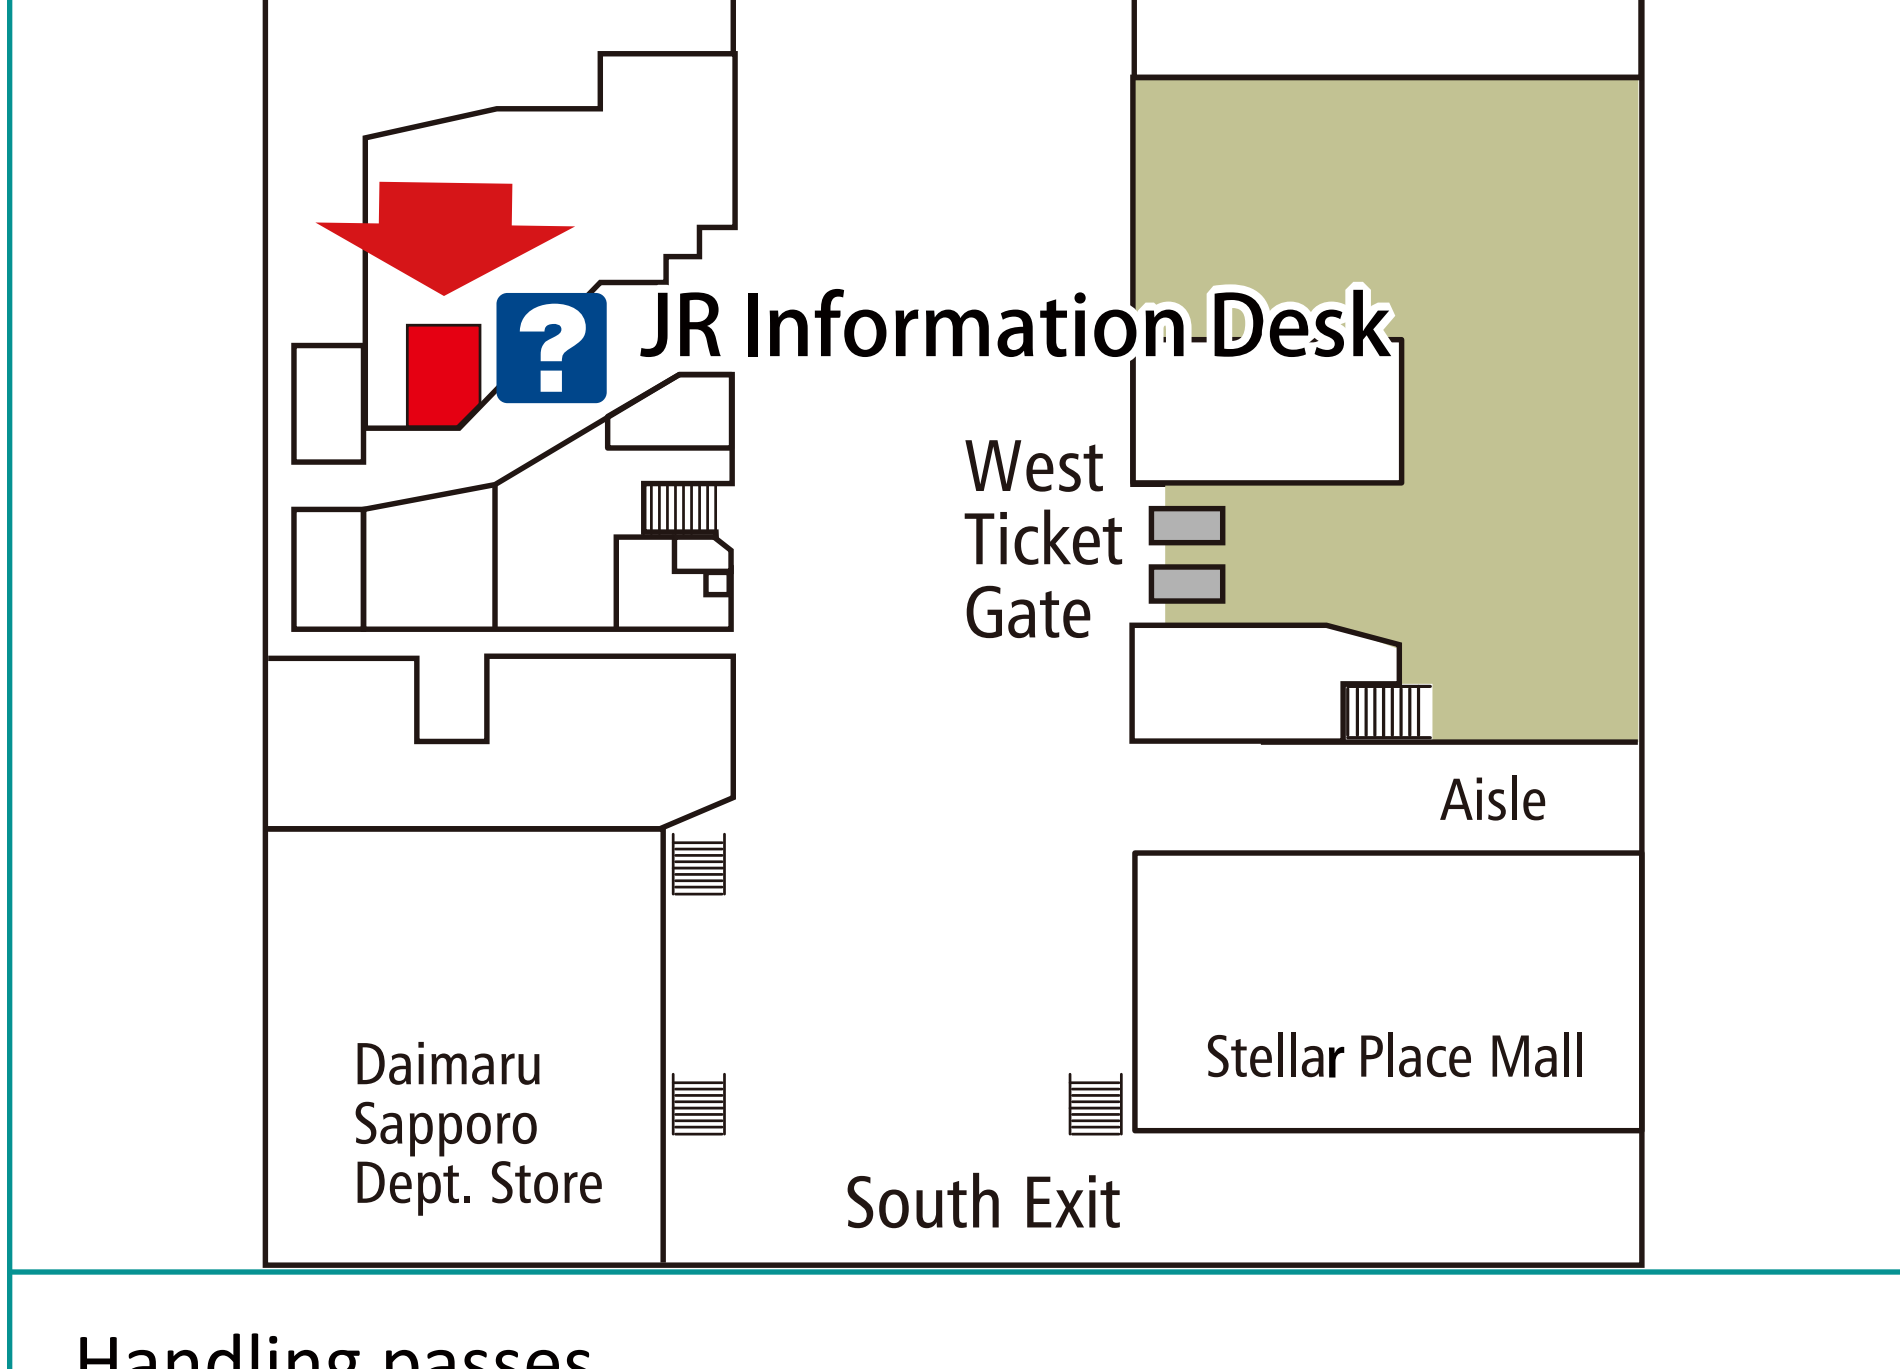 ?
JR Information Desk
West
Ticket
Gate
Aisle
Stellar Place Mall
Daimaru
Sapporo
Dept. Store
South Exit
Handling passes